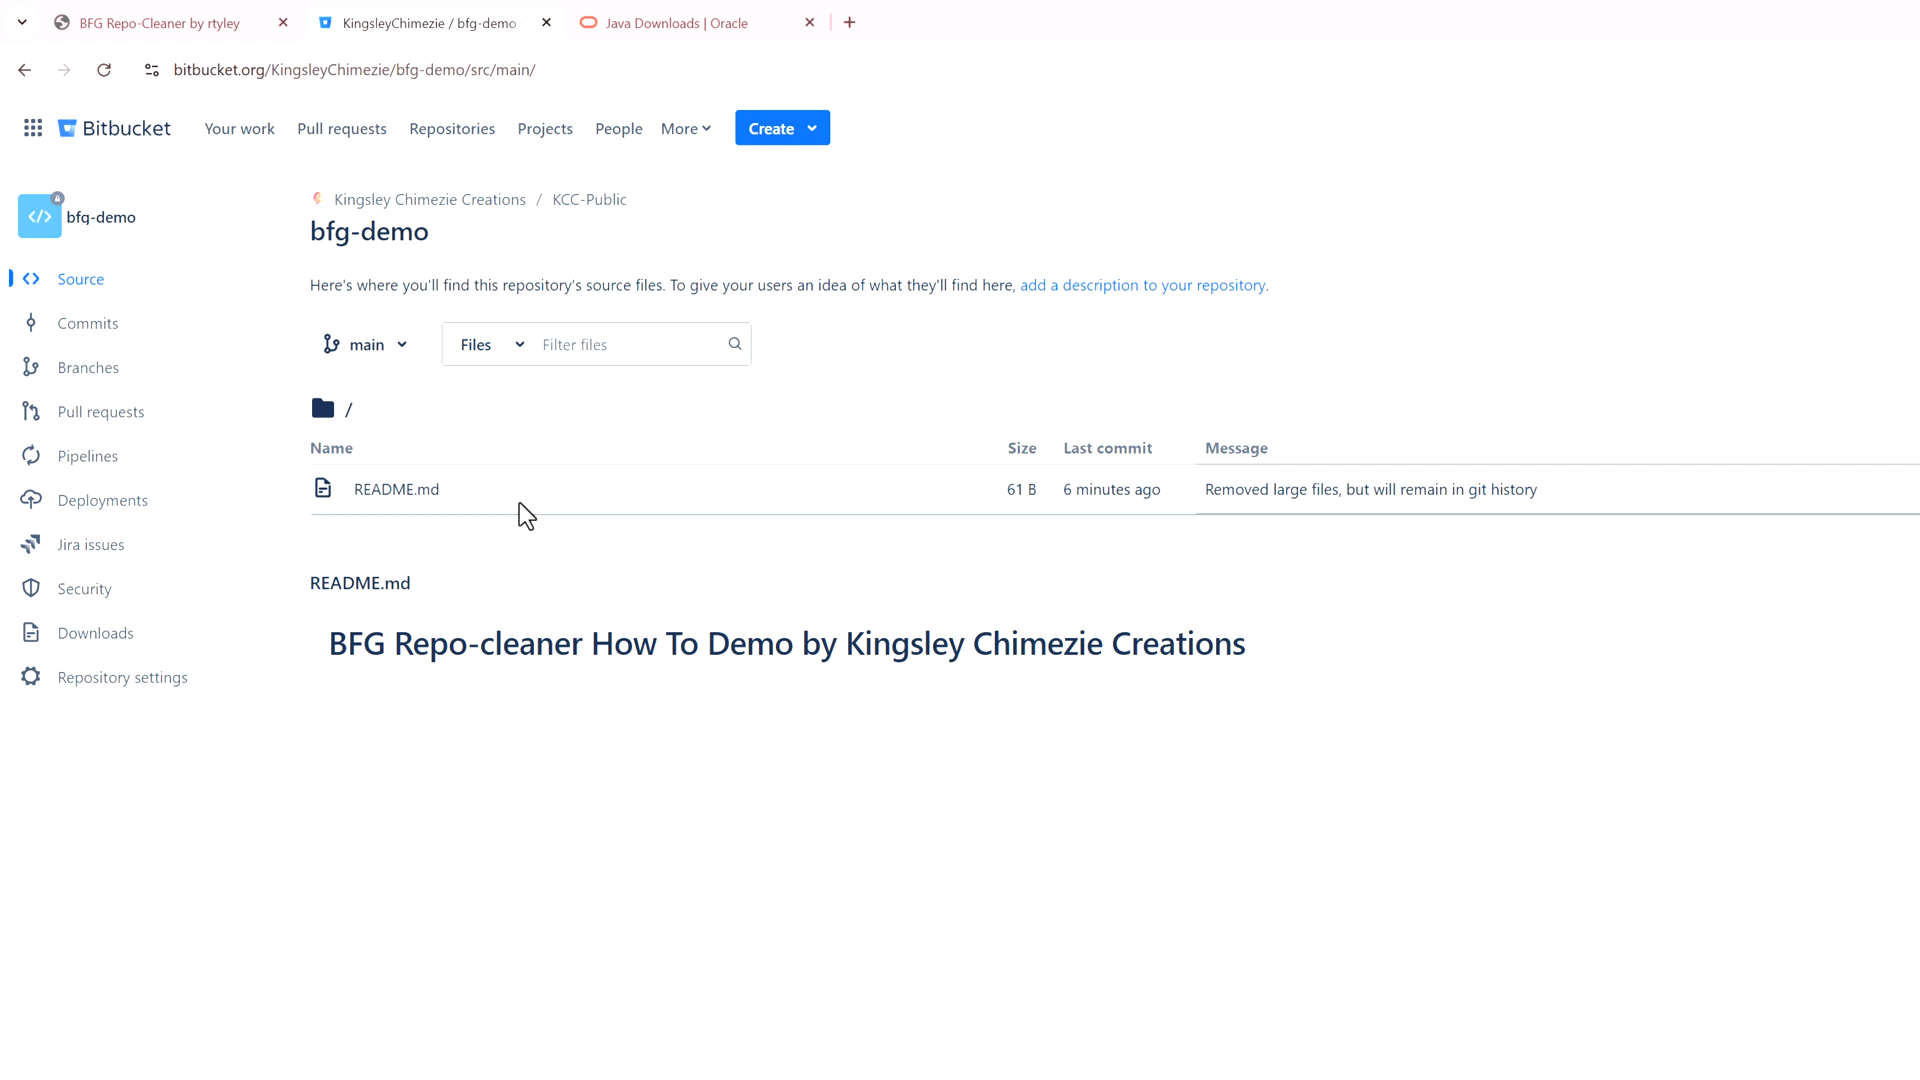 BFG Repo-Cleaner by rtyley
KingsleyChimezie / bfg-demo
Java Downloads | Oracle
bitbucket.org/KingsleyChimezie/bfg-demo/src/main/
Bitbucket
Your work
Pull requests
Repositories
Projects
People
More
Create
bfg-demo
Source
Commits
Branches
Pull requests
Pipelines
Deployments
Jira issues
Security
Downloads
Repository settings
Kingsley Chimezie Creations / KCC-Public
bfg-demo
Here's where you'll find this repository's source files. To give your users an idea of what they'll find here, add a description to your repository.
main
Files
Filter files
/
Name Size Last commit Message
README.md 61 B 6 minutes ago Removed large files, but will remain in git history
README.md
BFG Repo-cleaner How To Demo by Kingsley Chimezie Creations